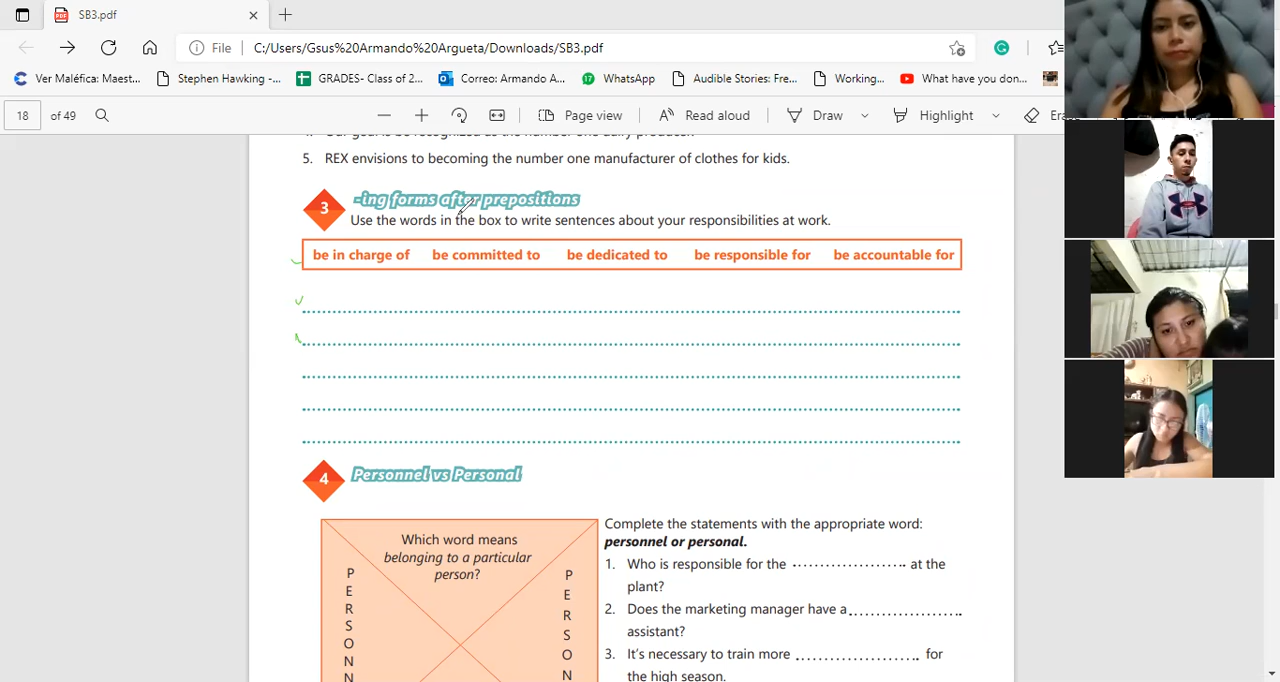 SB3.pdf
File C:/Users/Gsus%20Armando%20Argueta/Downloads/SB3.pdf
Ver Maléfica: Maest... Stephen Hawking -... GRADES- Class of 2... Correo: Armando A... WhatsApp Audible Stories: Fre... Working... What have you don...
18 of 49 Page view Read aloud Draw Highlight
5. REX envisions to becoming the number one manufacturer of clothes for kids.
3 -ing forms after prepositions
Use the words in the box to write sentences about your responsibilities at work.
be in charge of be committed to be dedicated to be responsible for be accountable for
4 Personnel vs Personal
Which word means
belonging to a particular
person?
P E R S O N N
P E R S O N
Complete the statements with the appropriate word:
personnel or personal.
1. Who is responsible for the at the
plant?
2. Does the marketing manager have a
assistant?
3. It's necessary to train more for
the high season.